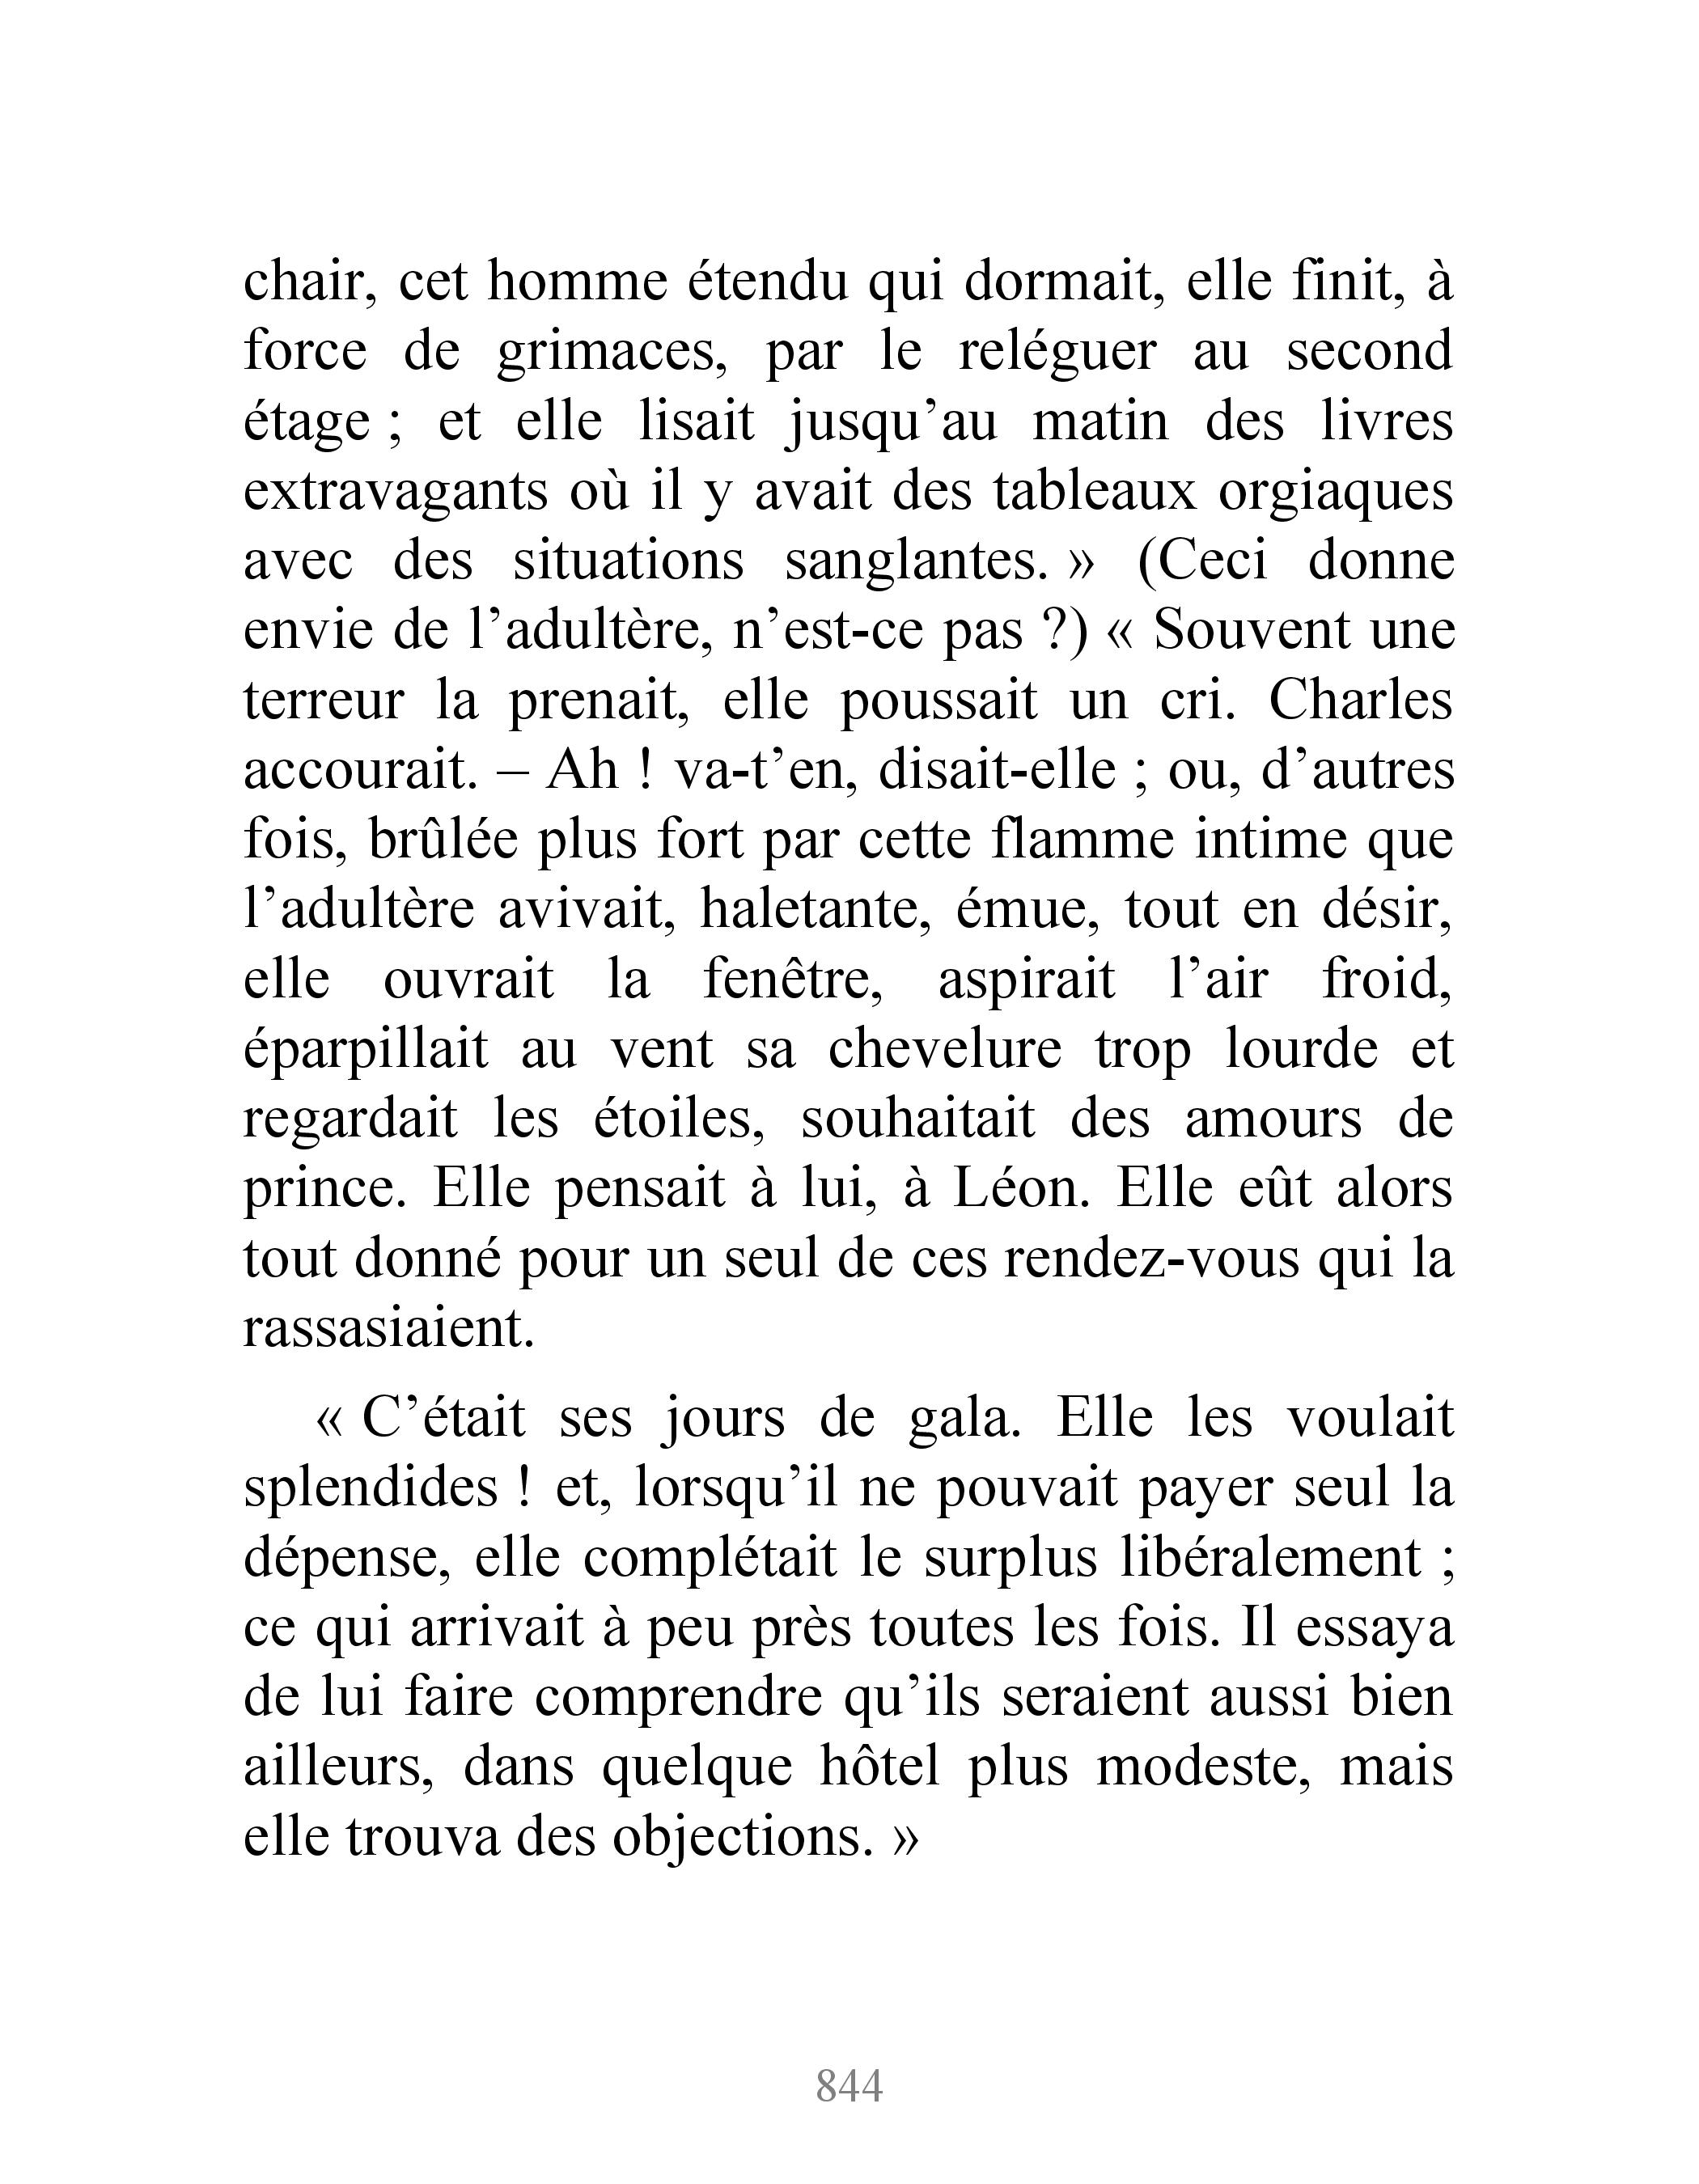 chair, cet homme étendu qui dormait, elle finit, à
force de grimaces, par le reléguer au second
étage ; et elle lisait jusqu’au matin des livres
extravagants où il y avait des tableaux orgiaques
avec des situations sanglantes. » (Ceci donne
envie de l’adultère, n’est-ce pas ?) « Souvent une
terreur la prenait, elle poussait un cri. Charles
accourait. – Ah ! va-t’en, disait-elle ; ou, d’autres
fois, brûlée plus fort par cette flamme intime que
l’adultère avivait, haletante, émue, tout en désir,
elle ouvrait la fenêtre, aspirait l’air froid,
éparpillait au vent sa chevelure trop lourde et
regardait les étoiles, souhaitait des amours de
prince. Elle pensait à lui, à Léon. Elle eût alors
tout donné pour un seul de ces rendez-vous qui la
rassasiaient.
« C’était ses jours de gala. Elle les voulait
splendides ! et, lorsqu’il ne pouvait payer seul la
dépense, elle complétait le surplus libéralement ;
ce qui arrivait à peu près toutes les fois. Il essaya
de lui faire comprendre qu’ils seraient aussi bien
ailleurs, dans quelque hôtel plus modeste, mais
elle trouva des objections. »
844